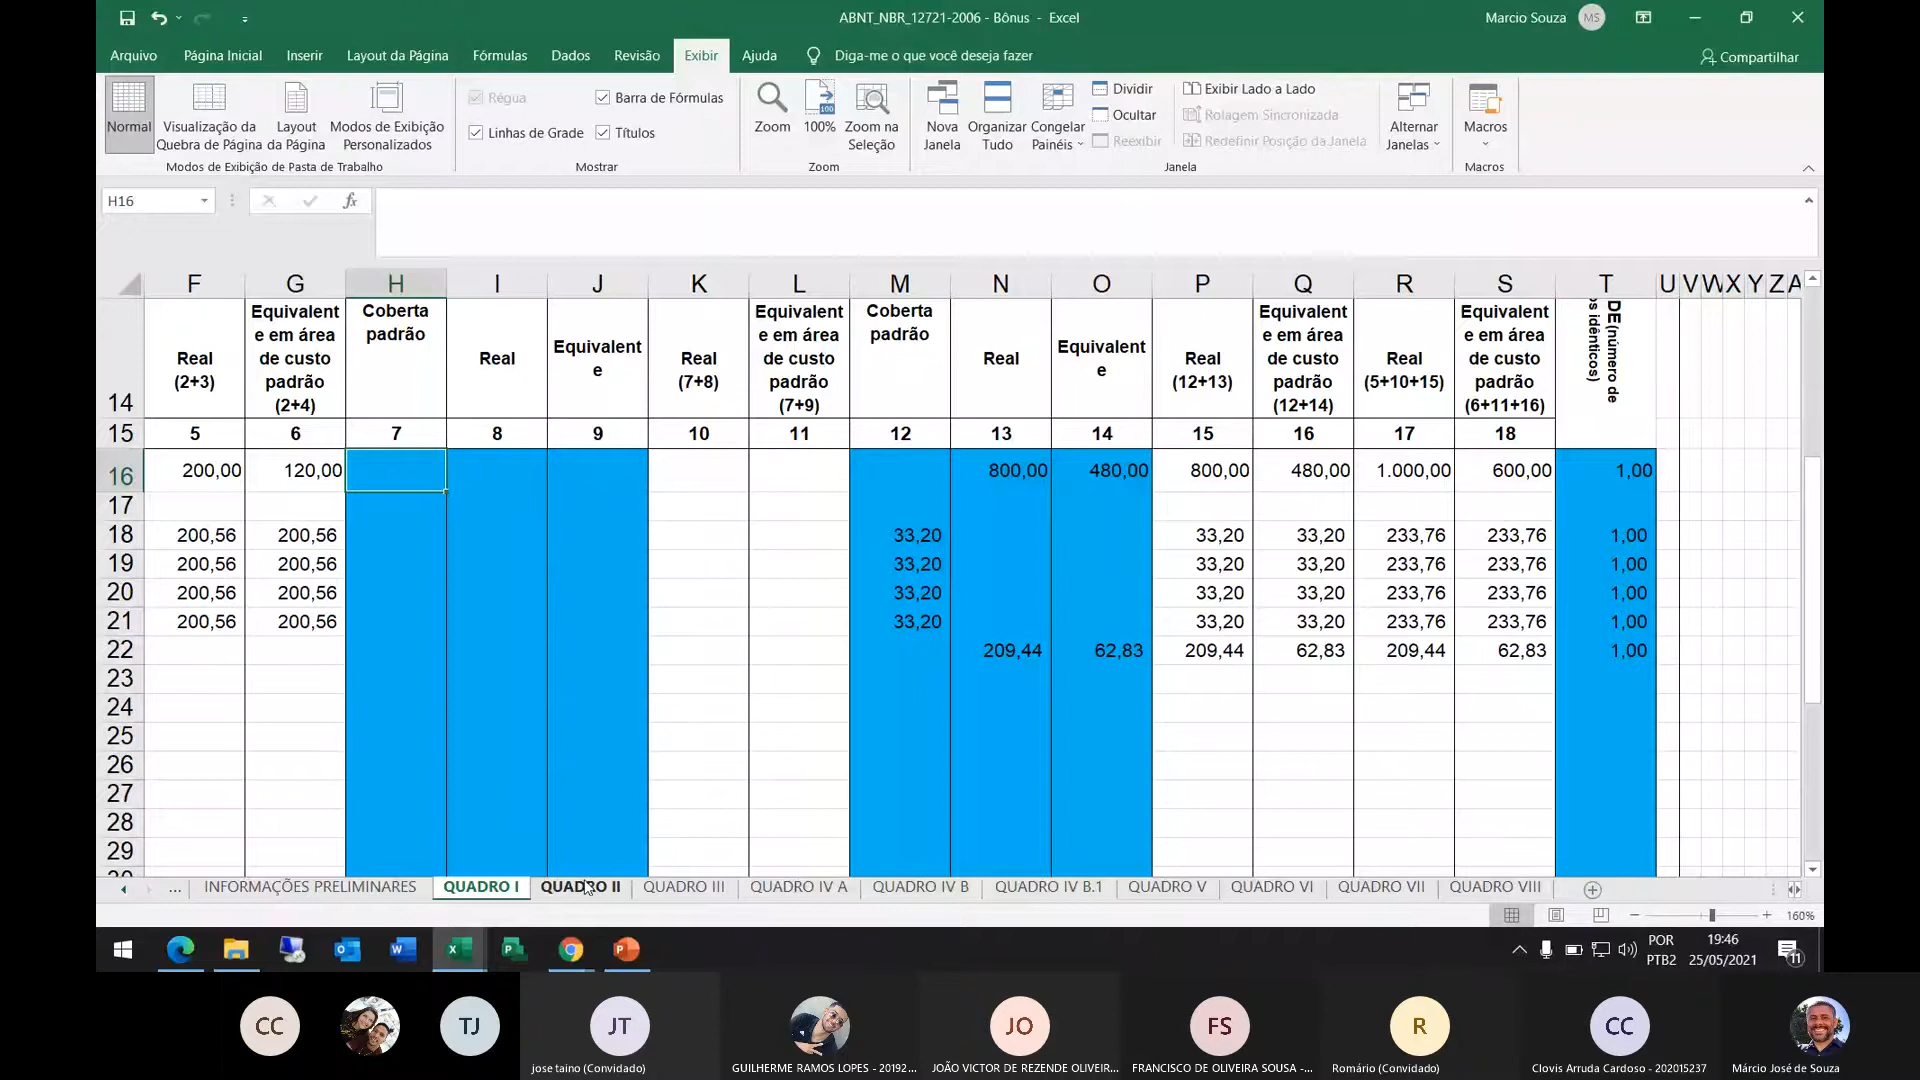 ABNT_NBR_12721-2006 - Bônus - Excel
Marcio Souza
MS
Arquivo
Página Inicial
Inserir
Layout da Página
Fórmulas
Dados
Revisão
Exibir
Ajuda
Diga-me o que você deseja fazer
Compartilhar
Normal
Visualização da
Quebra de Página
Layout
da Página
Modos de Exibição
Personalizados
Modos de Exibição de Pasta de Trabalho
Régua
Barra de Fórmulas
Linhas de Grade
Títulos
Mostrar
Zoom
100
100%
Zoom na
Seleção
Zoom
Nova
Janela
Organizar
Tudo
Congelar
Painéis
Dividir
Ocultar
Reexibir
Exibir Lado a Lado
Rolagem Sincronizada
Redefinir Posição da Janela
Janela
Alternar
Janelas
Macros
Macros
H16
fx
F G H I J K L M N O P Q R S T U V W X Y Z A
14
Real
(2+3)
Equivalent
e em área
de custo
padrão
(2+4)
Coberta
padrão
Real
Equivalent
e
Real
(7+8)
Equivalent
e em área
de custo
padrão
(7+9)
Coberta
padrão
Real
Equivalent
e
Real
(12+13)
Equivalent
e em área
de custo
padrão
(12+14)
Real
(5+10+15)
Equivalent
e em área
de custo
padrão
(6+11+16)
DE(número de
os idênticos)
15 5 6 7 8 9 10 11 12 13 14 15 16 17 18
16 200,00 120,00 800,00 480,00 800,00 480,00 1.000,00 600,00 1,00
17
18 200,56 200,56 33,20 33,20 33,20 233,76 233,76 1,00
19 200,56 200,56 33,20 33,20 33,20 233,76 233,76 1,00
20 200,56 200,56 33,20 33,20 33,20 233,76 233,76 1,00
21 200,56 200,56 33,20 33,20 33,20 233,76 233,76 1,00
22 209,44 62,83 209,44 62,83 209,44 62,83 1,00
23
24
25
26
27
28
29
... INFORMAÇÕES PRELIMINARES QUADRO I QUADRO II QUADRO III QUADRO IV A QUADRO IV B QUADRO IV B.1 QUADRO V QUADRO VI QUADRO VII QUADRO VIII
160%
POR
PTB2
19:46
25/05/2021
11
CC
TJ
JT
JO
FS
R
CC
jose taino (Convidado)
GUILHERME RAMOS LOPES - 20192...
JOÃO VICTOR DE REZENDE OLIVEIR...
FRANCISCO DE OLIVEIRA SOUSA -...
Romário (Convidado)
Clovis Arruda Cardoso - 202015237
Márcio José de Souza